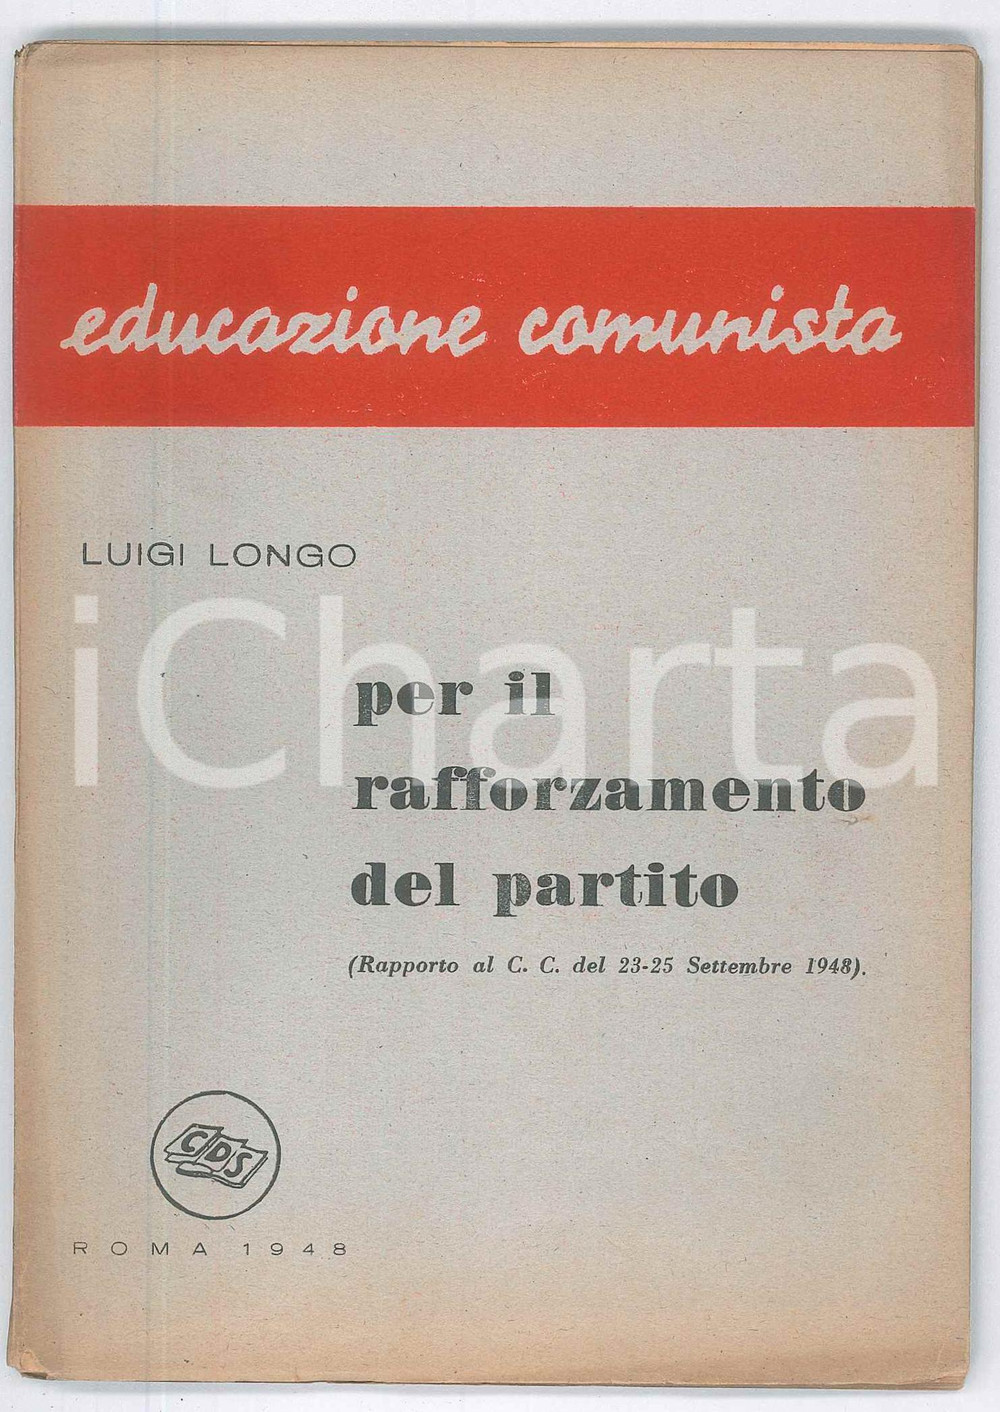 educazione comunista
LUIGI LONGO
iCharta
per il
rafforzamento
del partito
(Rapporto al C. C. del 23-25 Settembre 1948).
CDS
ROMA 1948